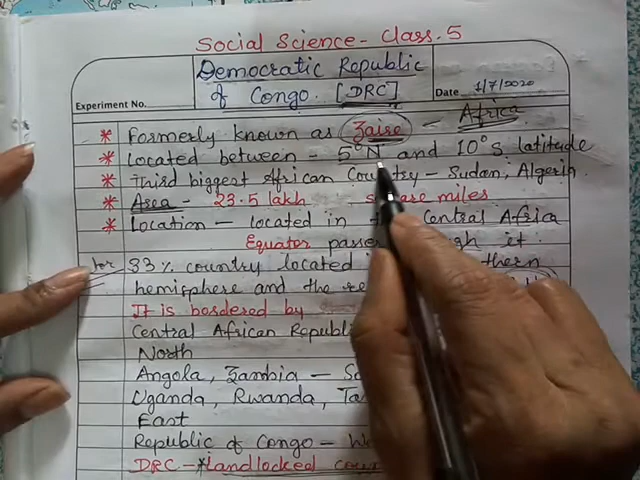 Social Science - Class. 5
Democratic Republic
of Congo. [DRC]
Experiment No.
Date 1/7/2020
* Formerly known as Zaise - Africa
* Located between - 5°N and 10°S latitude
* Third biggest African Country - Sudan, Algeria
* Area - 23.5 lakh square miles
* Location - located in the Central Africa
Equator passes it.
33% country located
hemisphere and the
It is bordered by
Central African Republic
North
Angola, Zambia -
Uganda, Rwanda,
East
Republic of Congo -
DRC - *Landlocked